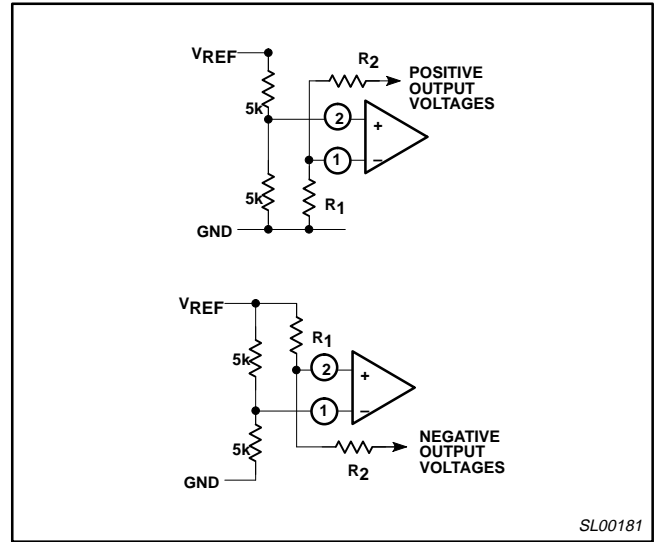 VREF
R2
POSITIVE
OUTPUT
VOLTAGES
5k
2
+
1
–
5k
R1
GND
VREF
R1
5k
2
+
1
–
5k
NEGATIVE
OUTPUT
VOLTAGES
R2
GND
SL00181